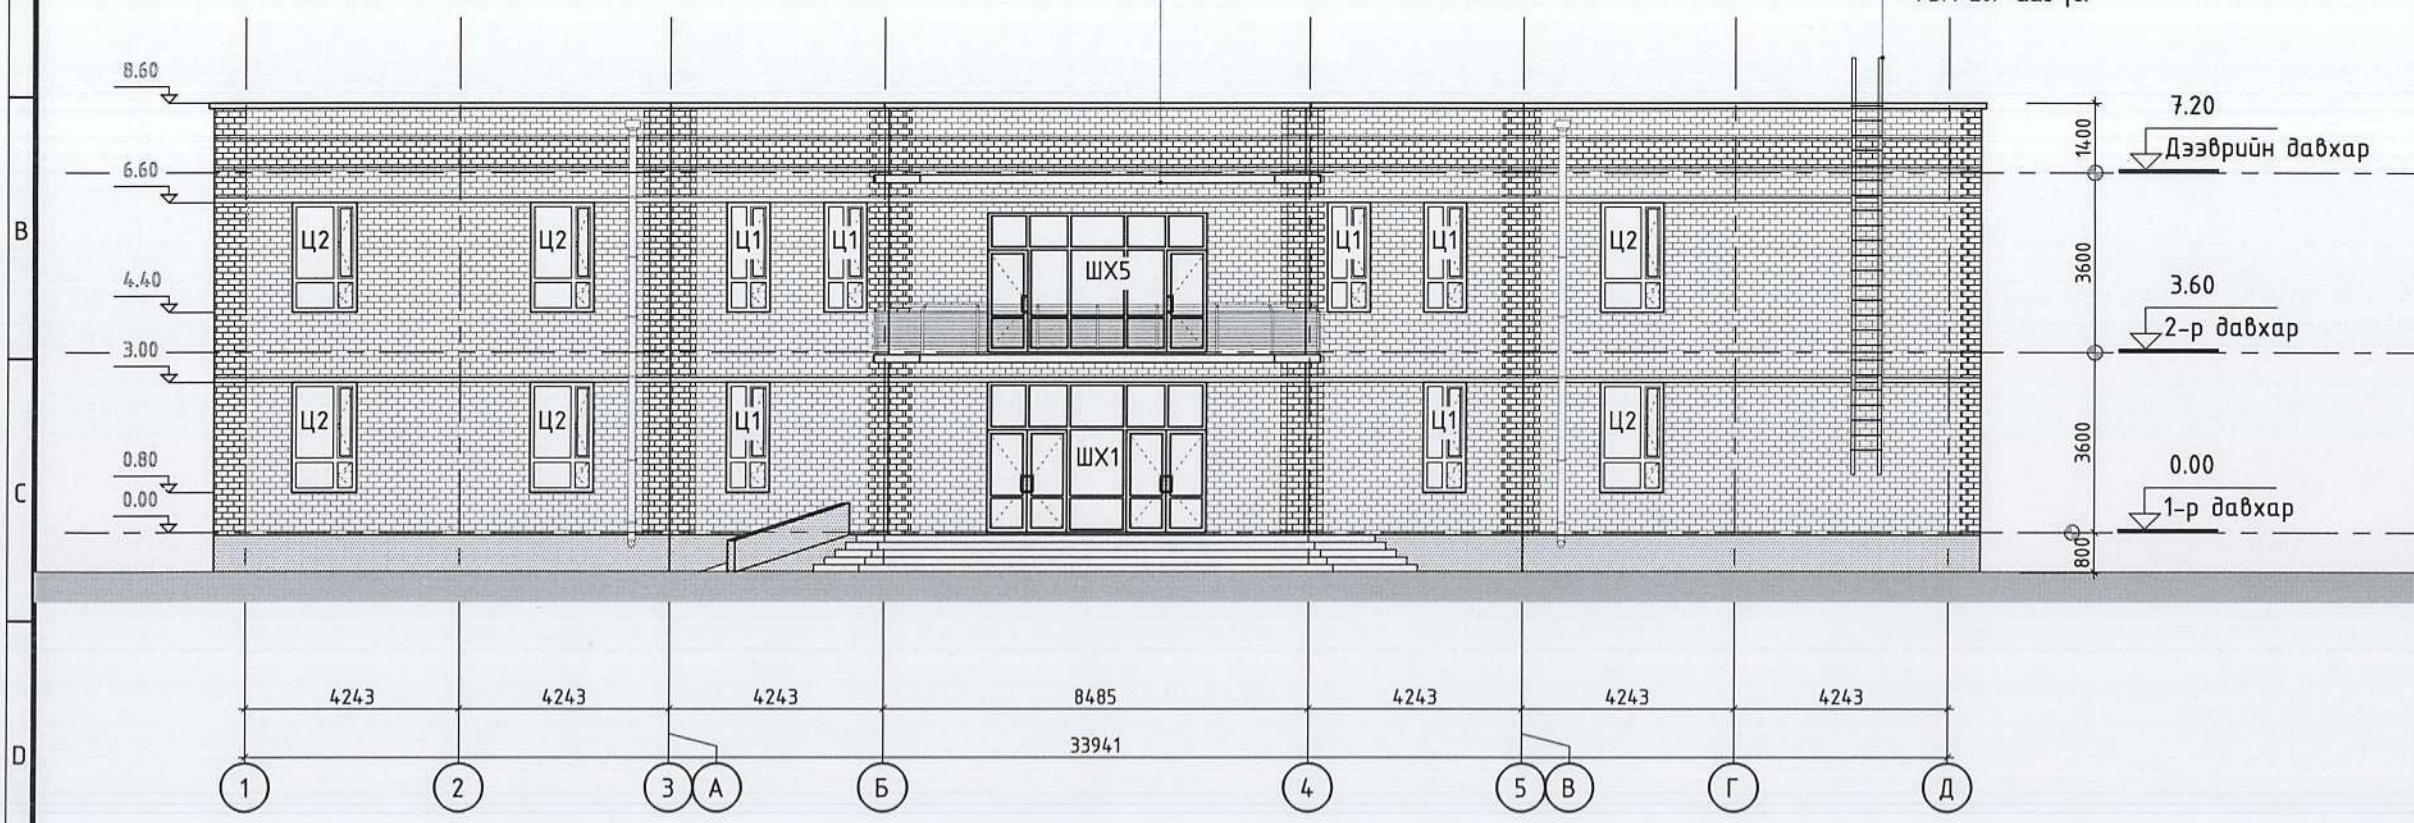 8.60
7.20
Дээврийн давхар
1400
6.60
B
Ц2
Ц2
Ц1
Ц1
ШХ5
Ц1
Ц1
Ц2
3600
4.40
3.60
2-р давхар
3.00
Ц2
Ц2
Ц1
ШХ1
Ц1
Ц2
3600
0.80
0.00
1-р давхар
C
0.00
800
4243
4243
4243
8485
4243
4243
4243
33941
D
1
2
3
А
Б
4
5
В
Г
Д